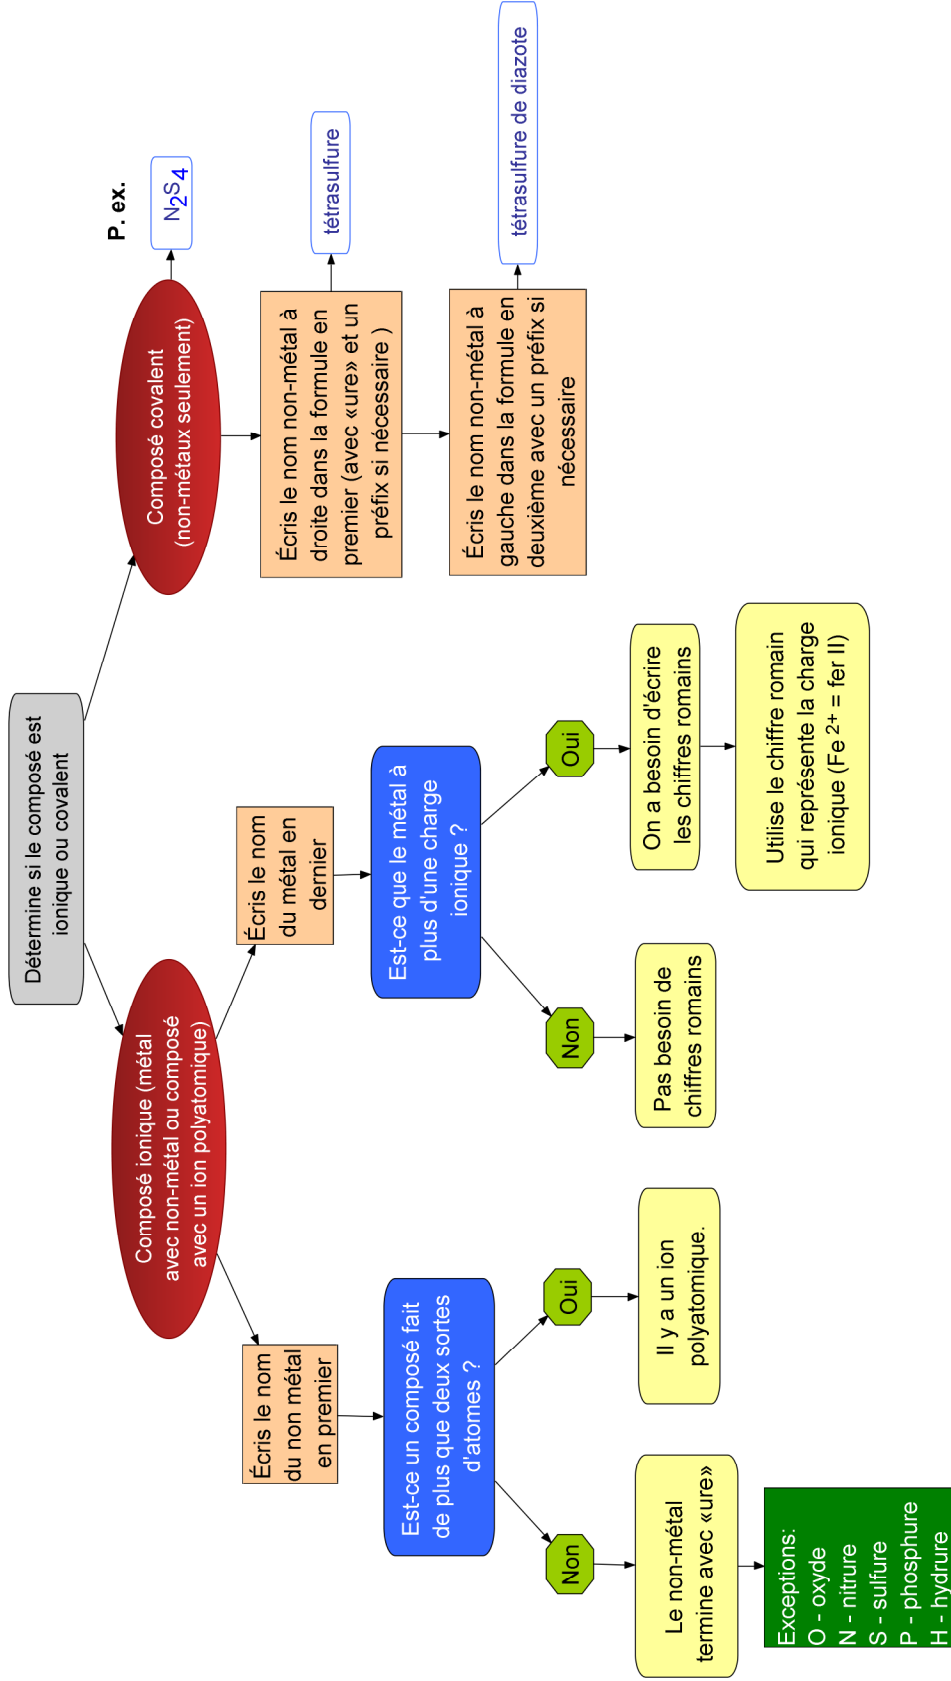 Détermine si le composé est
ionique ou covalent
Composé ionique (métal
avec non-métal ou composé
avec un ion polyatomique)
Écris le nom
du non métal
en premier
Est-ce un composé fait
de plus que deux sortes
d'atomes ?
Non
Le non-métal
termine avec «ure»
Exceptions:
O - oxyde
N - nitrure
S - sulfure
P - phosphure
H - hydrure
Oui
Il y a un ion
polyatomique.
Écris le nom
du métal en
dernier
Est-ce que le métal à
plus d'une charge
ionique ?
Non
Pas besoin de
chiffres romains
Oui
On a besoin d'écrire
les chiffres romains
Utilise le chiffre romain
qui représente la charge
ionique (Fe 2+ = fer II)
Composé covalent
(non-métaux seulement)
P. ex.
N2S4
Écris le nom non-métal à
droite dans la formule en
premier (avec «ure» et un
préfix si nécessaire )
tétrasulfure
Écris le nom non-métal à
gauche dans la formule en
deuxième avec un préfix si
nécessaire
tétrasulfure de diazote